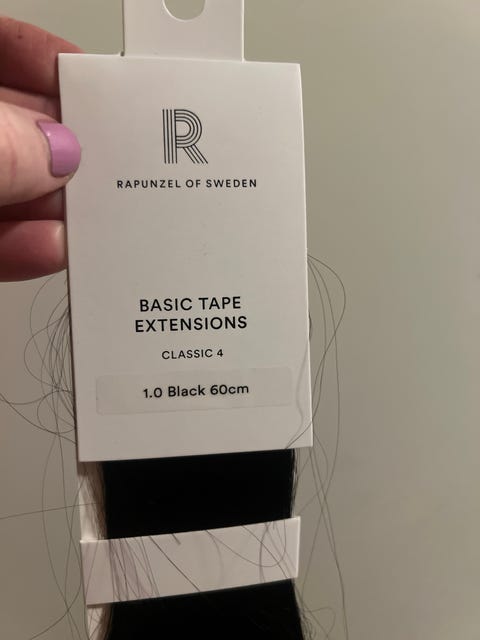 R
RAPUNZEL OF SWEDEN
BASIC TAPE
EXTENSIONS
CLASSIC 4
1.0 Black 60cm